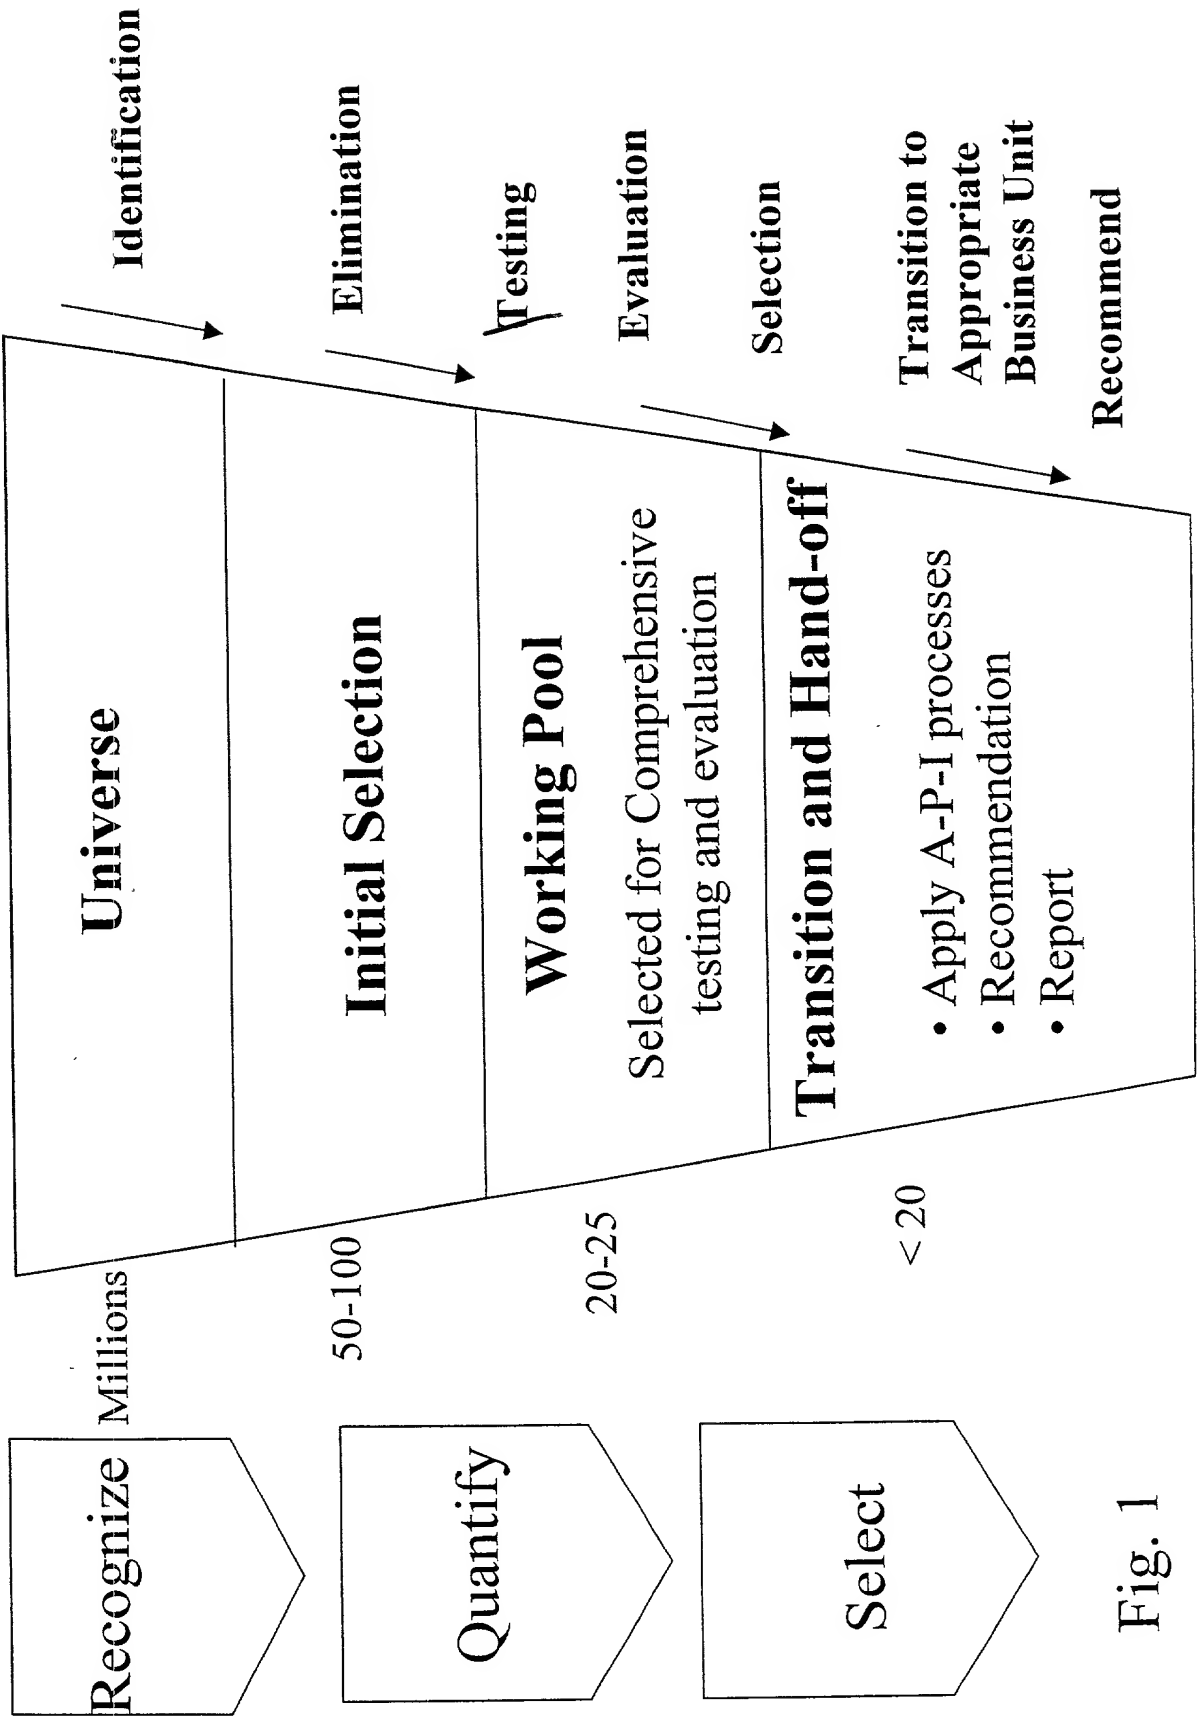 Recognize
Quantify
Select
Millions
50-100
20-25
< 20
Universe
Initial Selection
Working Pool
Selected for Comprehensive
testing and evaluation
Transition and Hand-off
• Apply A-P-I processes
• Recommendation
• Report
Identification
Elimination
Testing
Evaluation
Selection
Transition to
Appropriate
Business Unit
Recommend
Fig. 1